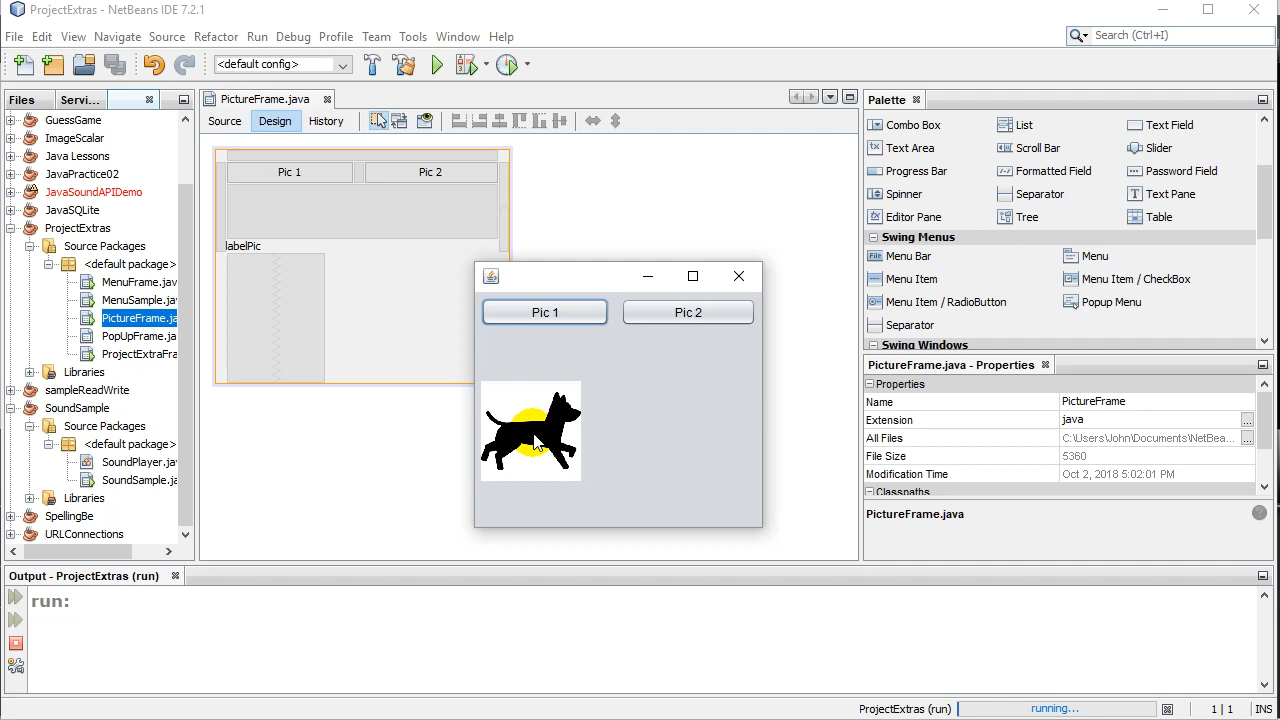 ProjectExtras - NetBeans IDE 7.2.1
File Edit View Navigate Source Refactor Run Debug Profile Team Tools Window Help
Search (Ctrl+I)
<default config>
Files Servi...
GuessGame
ImageScalar
Java Lessons
JavaPractice02
JavaSoundAPIDemo
JavaSQLite
ProjectExtras
Source Packages
<default package>
MenuFrame.jav
MenuSample.jav
PictureFrame.ja
PopUpFrame.ja
ProjectExtraFra
Libraries
sampleReadWrite
SoundSample
Source Packages
<default package>
SoundPlayer.jav
SoundSample.ja
Libraries
SpellingBe
URLConnections
PictureFrame.java
Source Design History
Pic 1 Pic 2
labelPic
Pic 1 Pic 2
Palette
Combo Box List Text Field
Text Area Scroll Bar Slider
Progress Bar Formatted Field Password Field
Spinner Separator Text Pane
Editor Pane Tree Table
Swing Menus
Menu Bar Menu
Menu Item Menu Item / CheckBox
Menu Item / RadioButton Popup Menu
Separator
Swing Windows
PictureFrame.java - Properties
Properties
Name PictureFrame
Extension java
All Files C:\Users\John\Documents\NetBea...
File Size 5360
Modification Time Oct 2, 2018 5:02:01 PM
Classpaths
PictureFrame.java
Output - ProjectExtras (run)
run:
ProjectExtras (run) running... 1 | 1 INS